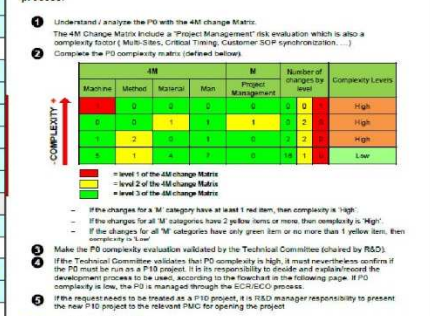 1 Understand / analyze the P0 with the 4M change Matrix.
The 4M Change Matrix include a "Project Management" risk evaluation which is also a
complexity factor ( Multi-Sites, Critical Timing, Customer SOP synchronization, ....)
2 Complete the P0 complexity matrix (defined below).
4M M Number of changes by level Complexity Levels
Machine Method Material Man Project Management
0 0 0 0 0 0 High
0 0 1 1 1 0 2 High
1 2 0 1 0 2 2 High
1 4 0 1 Low
- COMPLEXITY +
= level 1 of the 4M change Matrix
= level 2 of the 4M change Matrix
= level 3 of the 4M change Matrix
– If the changes for a 'M' category have at least 1 red item, then complexity is 'High'.
– If the changes for all 'M' categories have 2 yellow items or more, then complexity is 'High'.
– If the changes for all 'M' categories have only green item or no more than 1 yellow item, then
complexity is 'Low'
3 Make the P0 complexity evaluation validated by the Technical Committee (chaired by R&D).
4 If the Technical Committee validates that P0 complexity is high, it must nevertheless confirm if
the P0 must be run as a P10 project. It is its responsibility to decide and explain/record the
development process to be used, according to the flowchart in the following page. If P0
complexity is low, the P0 is managed through the ECR/ECO process.
5 If the request needs to be treated as a P10 project, it is R&D manager responsibility to present
the new P10 project to the relevant PMC for opening the project